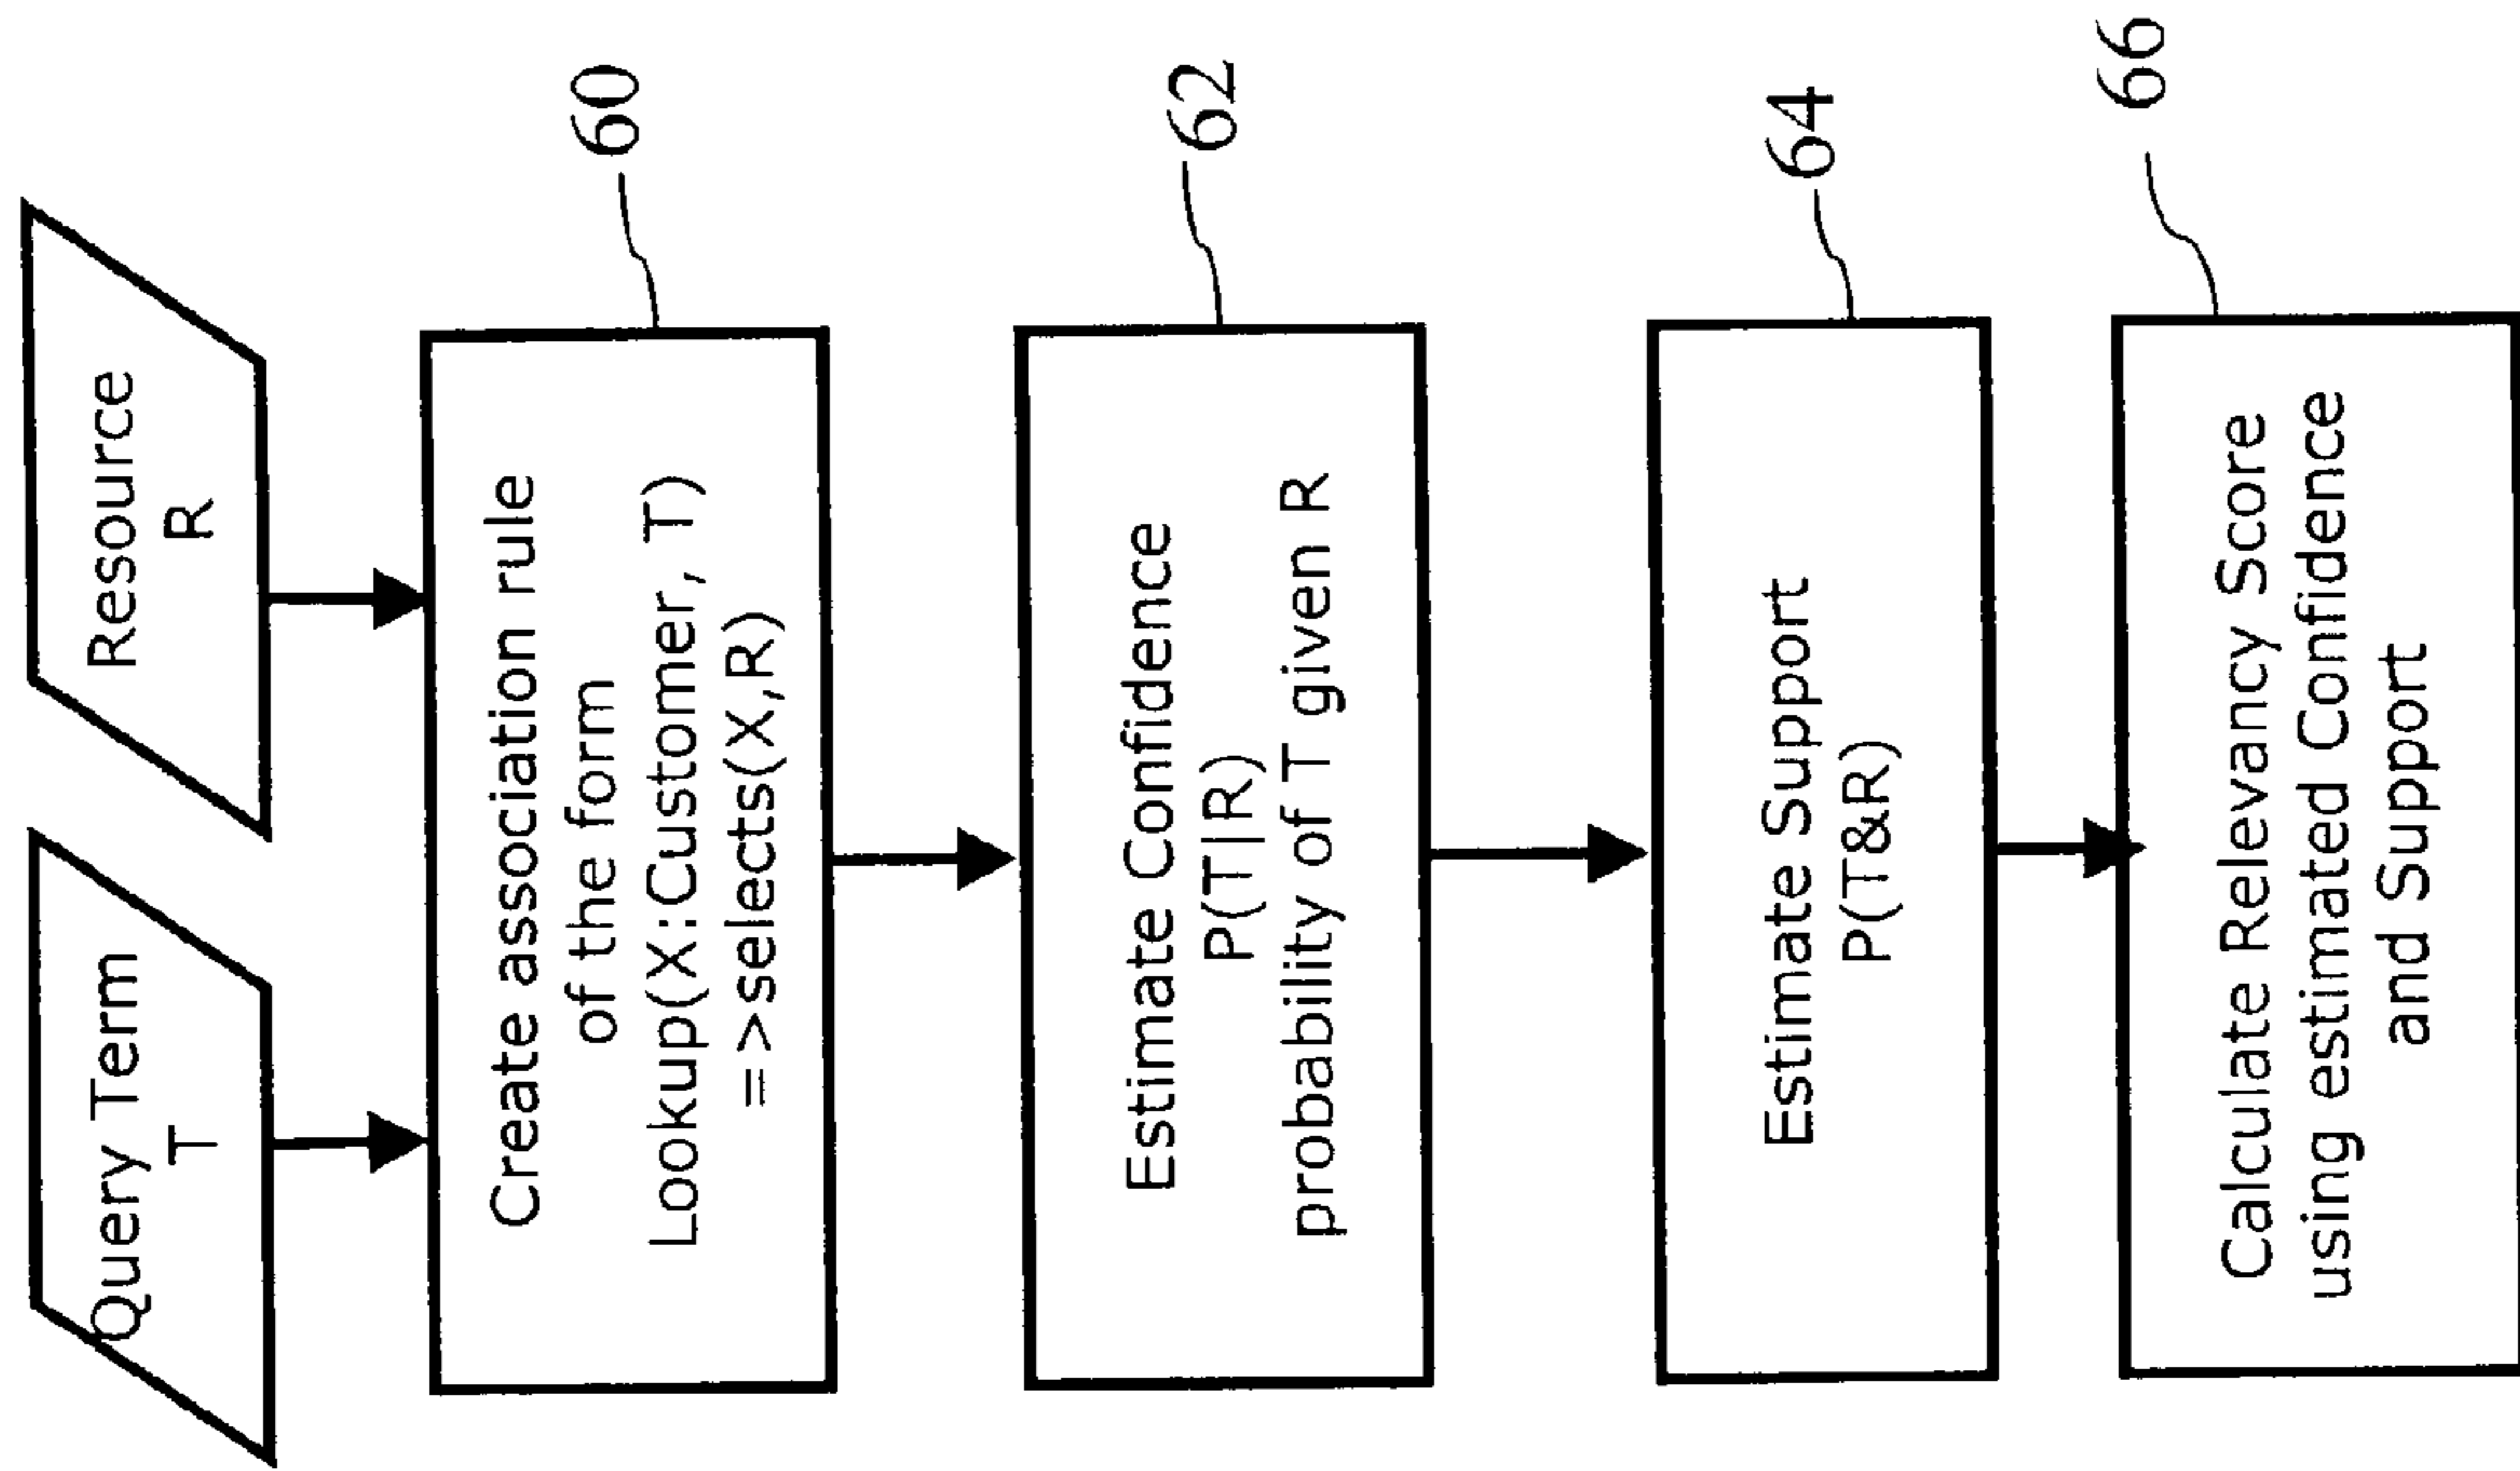 Query Term
T
Resource
R
Create association rule
of the form
Lookup(X:Customer, T)
=>selects(X,R)
60
Estimate Confidence
P(T|R)
probability of T given R
62
Estimate Support
P(T&R)
64
Calculate Relevancy Score
using estimated Confidence
and Support
66